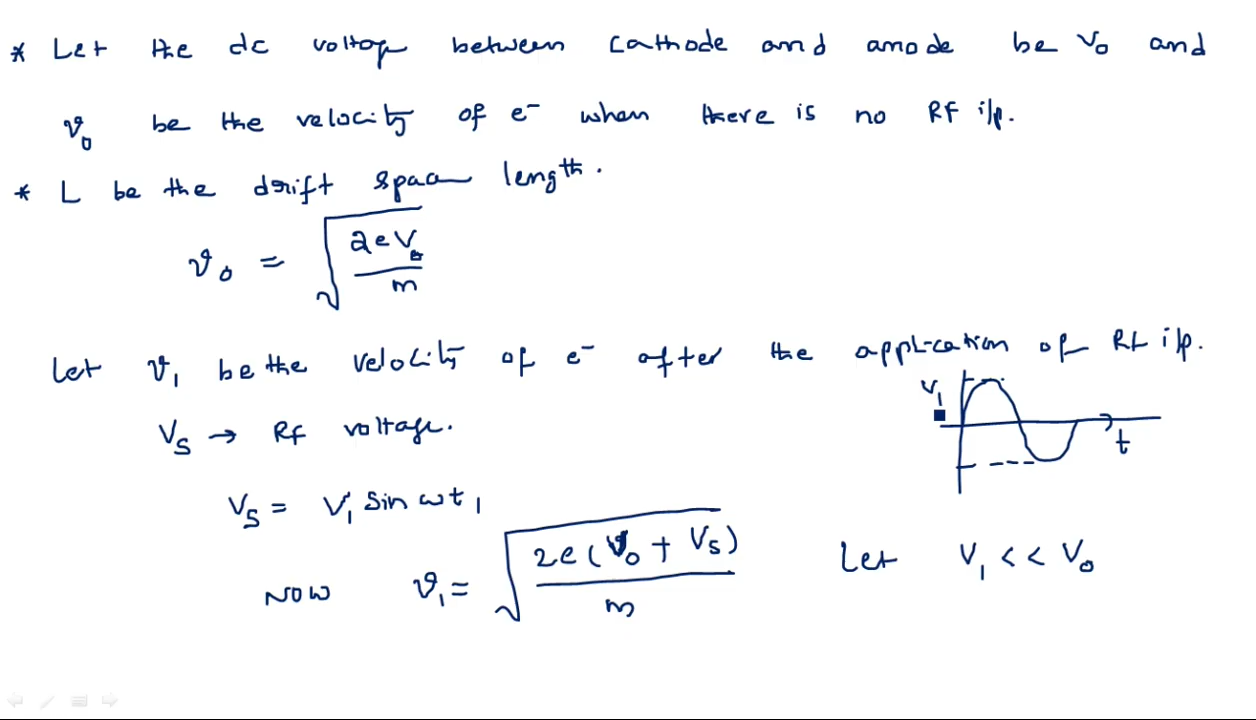 * Let the dc voltage between cathode and anode be V₀ and
v₀ be the velocity of e⁻ when there is no RF i/p.
* L be the drift space length.
v₀ = √(2eV₀/m)
Let v₁ be the velocity of e⁻ after the application of RF i/p.
V₁
t
Vs → RF voltage.
Vs = V₁ Sin ωt₁
Now v₁ = √(2e(V₀ + Vs)/m) Let V₁ << V₀